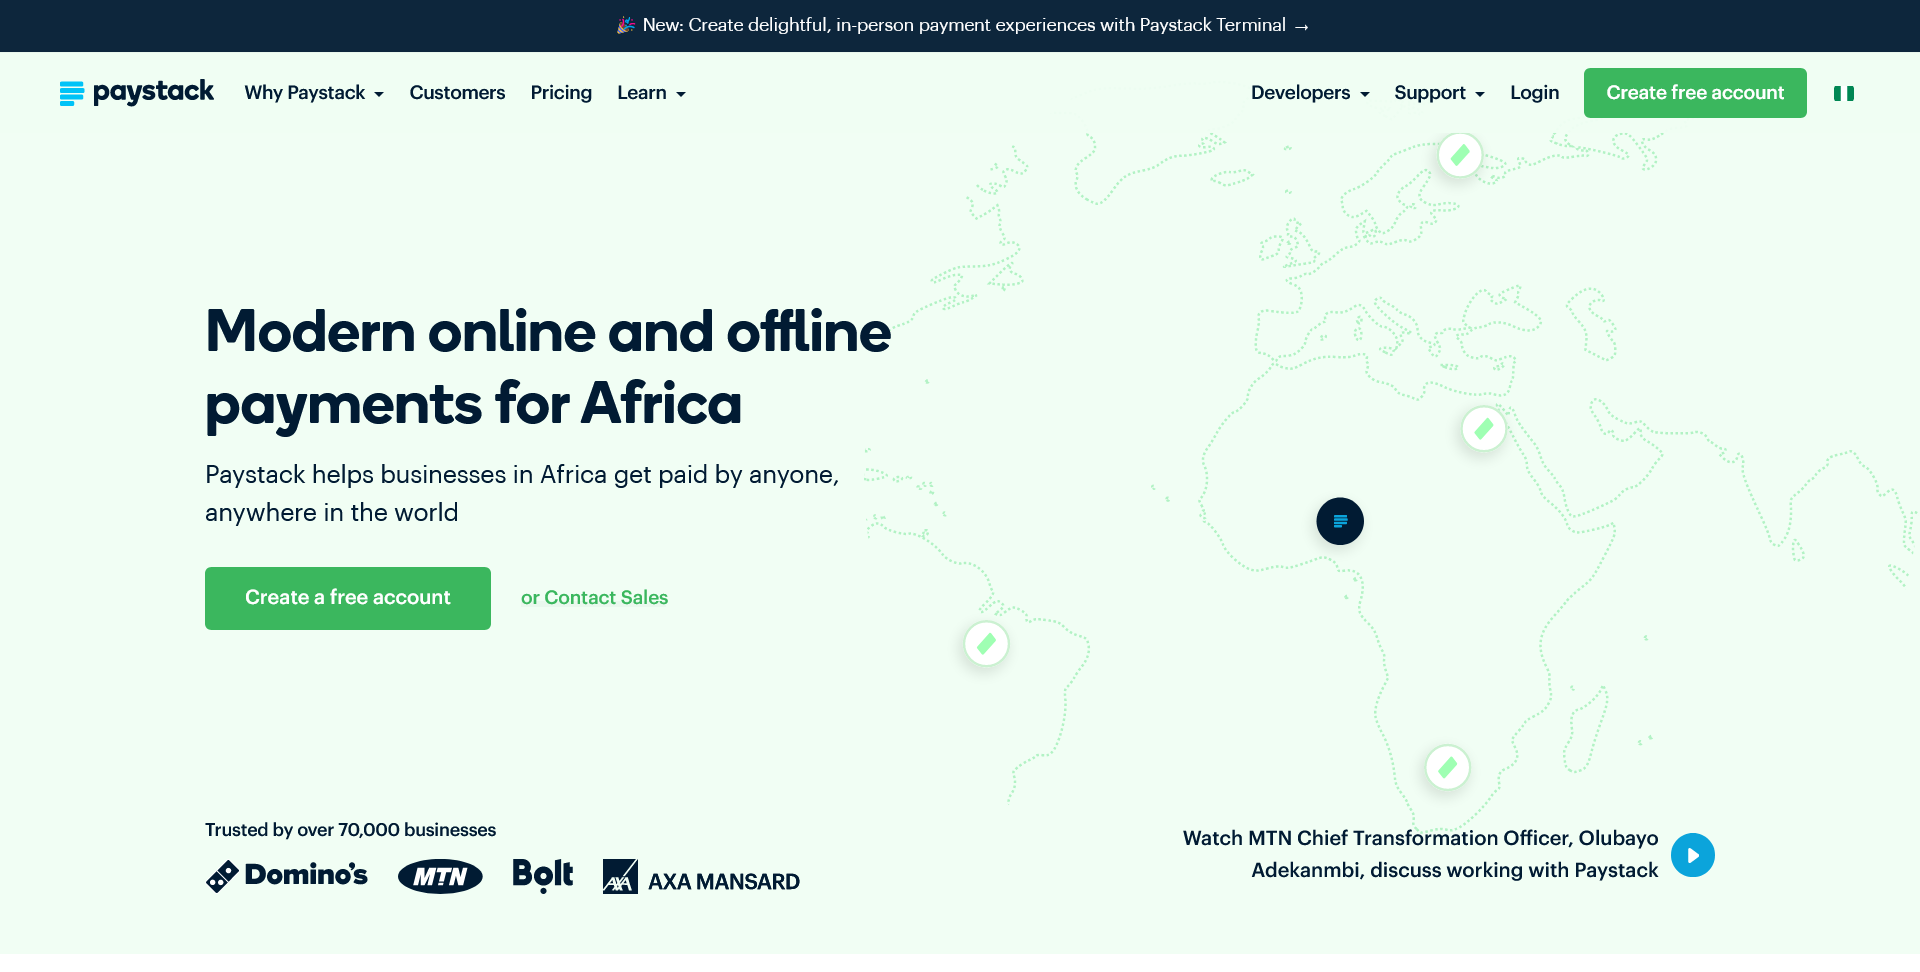 🎉 New: Create delightful, in-person payment experiences with Paystack Terminal →
paystack
Why Paystack
Customers
Pricing
Learn
Developers
Support
Login
Create free account
Modern online and offline
payments for Africa
Paystack helps businesses in Africa get paid by anyone,
anywhere in the world
Create a free account
or Contact Sales
Trusted by over 70,000 businesses
Domino's
MTN
Bolt
AXA
AXA MANSARD
Watch MTN Chief Transformation Officer, Olubayo
Adekanmbi, discuss working with Paystack